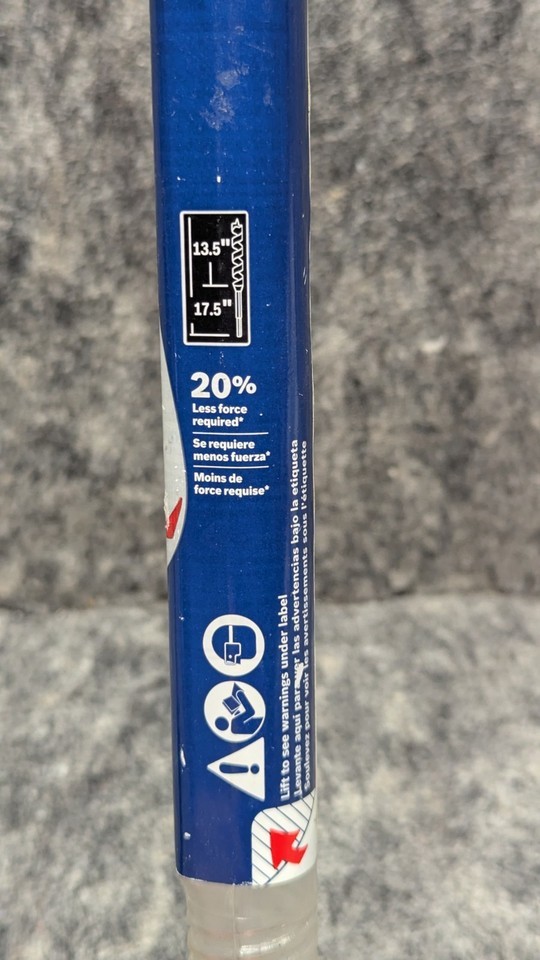 13.5"
17.5"
20%
Less force
required*
Se requiere
menos fuerza*
Moins de
force requise*
Lift to see warnings under label
Levante aquí para ver las advertencias bajo la etiqueta
Soulevez pour voir les avertissements sous l'étiquette